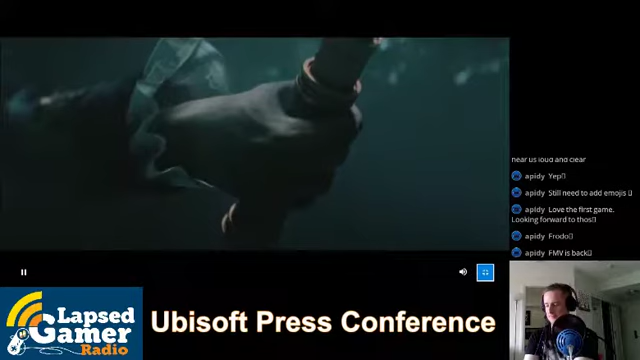 near us loud and clear
apidy Yep
apidy Still need to add emojis
apidy Love the first game.
Looking forward to thos
apidy Frodo
apidy FMV is back
Lapsed
Gamer
Radio
Ubisoft Press Conference